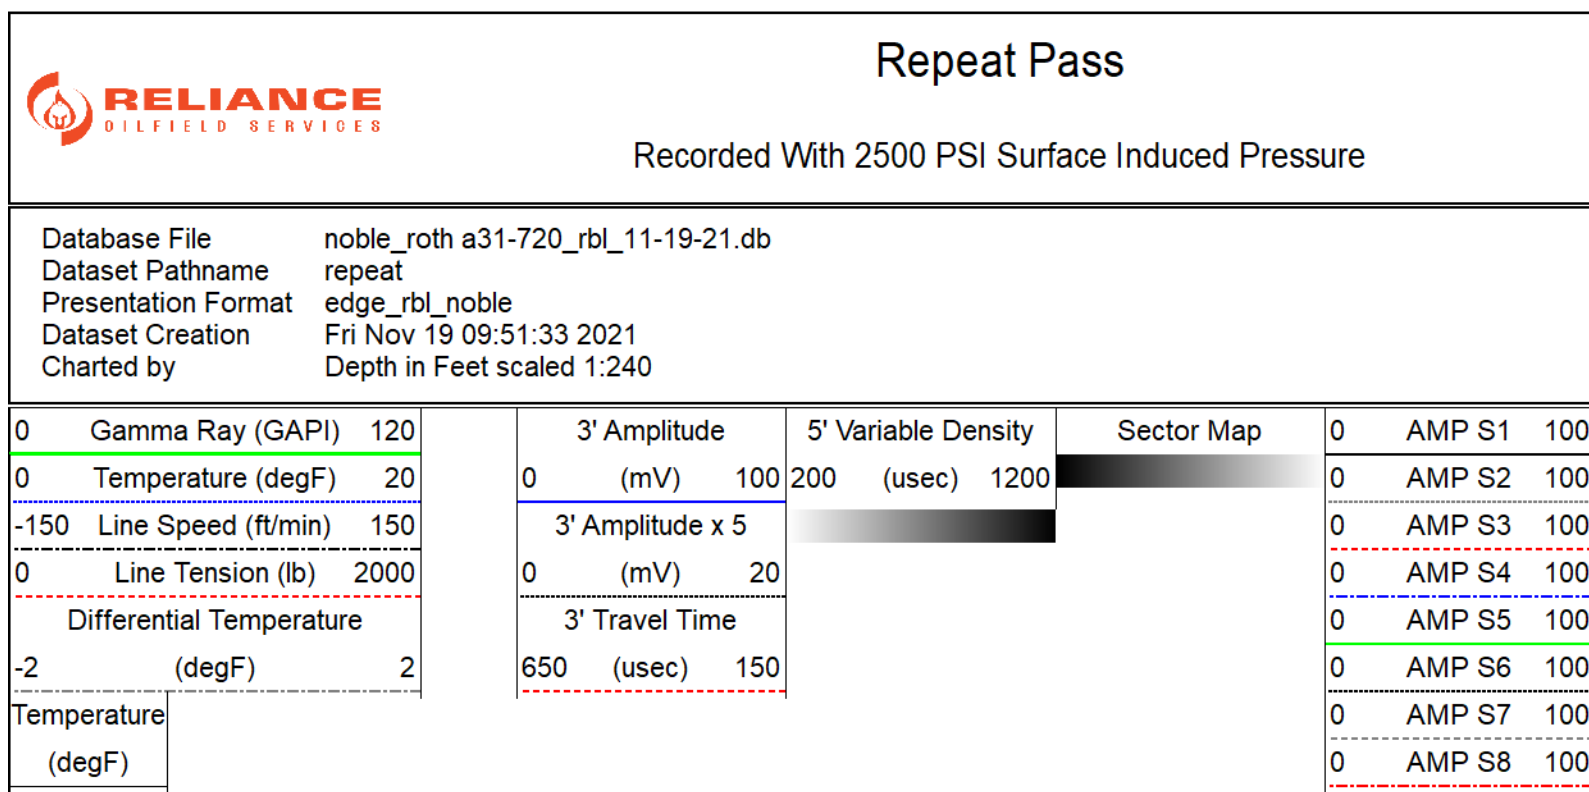 Repeat Pass
RELIANCE
OILFIELD SERVICES
Recorded With 2500 PSI Surface Induced Pressure
Database File noble_roth a31-720_rbl_11-19-21.db
Dataset Pathname repeat
Presentation Format edge_rbl_noble
Dataset Creation Fri Nov 19 09:51:33 2021
Charted by Depth in Feet scaled 1:240
0 Gamma Ray (GAPI) 120
0 Temperature (degF) 20
-150 Line Speed (ft/min) 150
0 Line Tension (lb) 2000
Differential Temperature
-2 (degF) 2
Temperature
(degF)
3' Amplitude
0 (mV) 100
3' Amplitude x 5
0 (mV) 20
3' Travel Time
650 (usec) 150
5' Variable Density
200 (usec) 1200
Sector Map
0 AMP S1 100
0 AMP S2 100
0 AMP S3 100
0 AMP S4 100
0 AMP S5 100
0 AMP S6 100
0 AMP S7 100
0 AMP S8 100